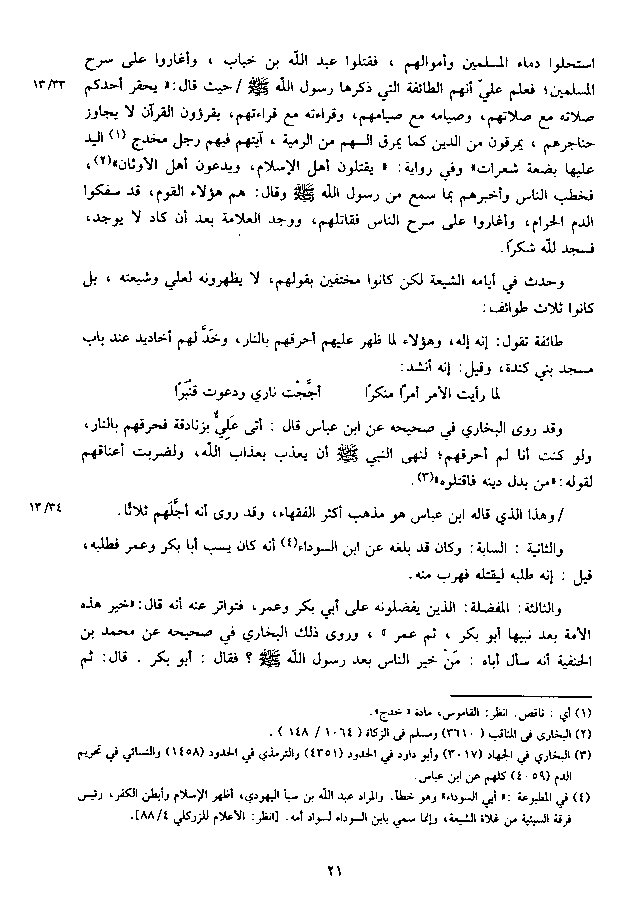 استحلوا دماء المسلمين وأموالهم ، فقتلوا عبد الله بن خباب ، وأغاروا على سرح
المسلمين؛ فعلم عليّ أنهم الطائفة التي ذكرها رسول الله ﷺ / حيث قال: « يحقر أحدكم ١٣/٣٣
صلاته مع صلاتهم، وصيامه مع صيامهم، وقراءته مع قراءتهم، يقرؤون القرآن لا يجاوز
حناجرهم ، يمرقون من الدين كما يمرق السهم من الرمية ، آيتهم فيهم رجل مخدج (١) اليد
عليها بضعة شعرات» وفي رواية: « يقتلون أهل الإسلام، ويدعون أهل الأوثان»(٢) ،
فخطب الناس وأخبرهم بما سمع من رسول الله ﷺ وقال: هم هؤلاء القوم، قد سفكوا
الدم الحرام، وأغاروا على سرح الناس فقاتلهم، ووجد العلامة بعد أن كاد لا يوجد،
فسجد لله شكرًا.
وحدث في أيامه الشيعة لكن كانوا مختفين بقولهم، لا يظهرونه لعلي وشيعته ، بل
كانوا ثلاث طوائف:
طائفة تقول: إنه إله، وهؤلاء لما ظهر عليهم أحرقهم بالنار، وخَدَّ لهم أخاديد عند باب
مسجد بني كندة، وقيل: إنه أنشد:
لما رأيت الأمر أمرًا منكرًا أجَّجْت ناري ودعوت قنْبَرًا
وقد روى البخاري في صحيحه عن ابن عباس قال : أتى عَلِيٌّ بزنادقة فحرقهم بالنار،
ولو كنت أنا لم أحرقهم؛ لنهى النبي ﷺ أن يعذب بعذاب الله، ولضربت أعناقهم
لقوله: «من بدل دينه فاقتلوه»(٣).
/ وهذا الذي قاله ابن عباس هو مذهب أكثر الفقهاء، وقد روى أنه أجَّلَهم ثلاثًا. ١٣/٣٤
والثانية : السابة: وكان قد بلغه عن ابن السوداء(٤) أنه كان يسب أبا بكر وعمر فطلبه،
قيل : إنه طلبه ليقتله فهرب منه.
والثالثة: المفضلة: الذين يفضلونه على أبي بكر وعمر، فتواتر عنه أنه قال: «خير هذه
الأمة بعد نبيها أبو بكر ، ثم عمر » ، وروى ذلك البخاري في صحيحه عن محمد بن
الحنفية أنه سأل أباه : مَنْ خير الناس بعد رسول الله ﷺ ؟ فقال : أبو بكر . قال: ثم
(١) أي : ناقص. انظر: القاموس، مادة « خدج».
(٢) البخاري في المناقب ( ٣٦١٠ ) ومسلم في الزكاة ( ١٠٦٤ / ١٤٨ ) .
(٣) البخاري في الجهاد (٣٠١٧) وأبو داود في الحدود (٤٣٥١) والترمذي في الحدود (١٤٥٨) والنسائي في تحريم
الدم (٤٠٥٩) كلهم عن ابن عباس.
(٤) في المطبوعة :« أبي السوداء» وهو خطأ. والمراد عبد الله بن سبأ اليهودي، أظهر الإسلام وأبطن الكفر، رئيس
فرقة السبئية من غلاة الشيعة، وإنما سمي بابن السوداء لسواد أمه. [انظر: الأعلام للزركلي ٨٨/٤].
٢١